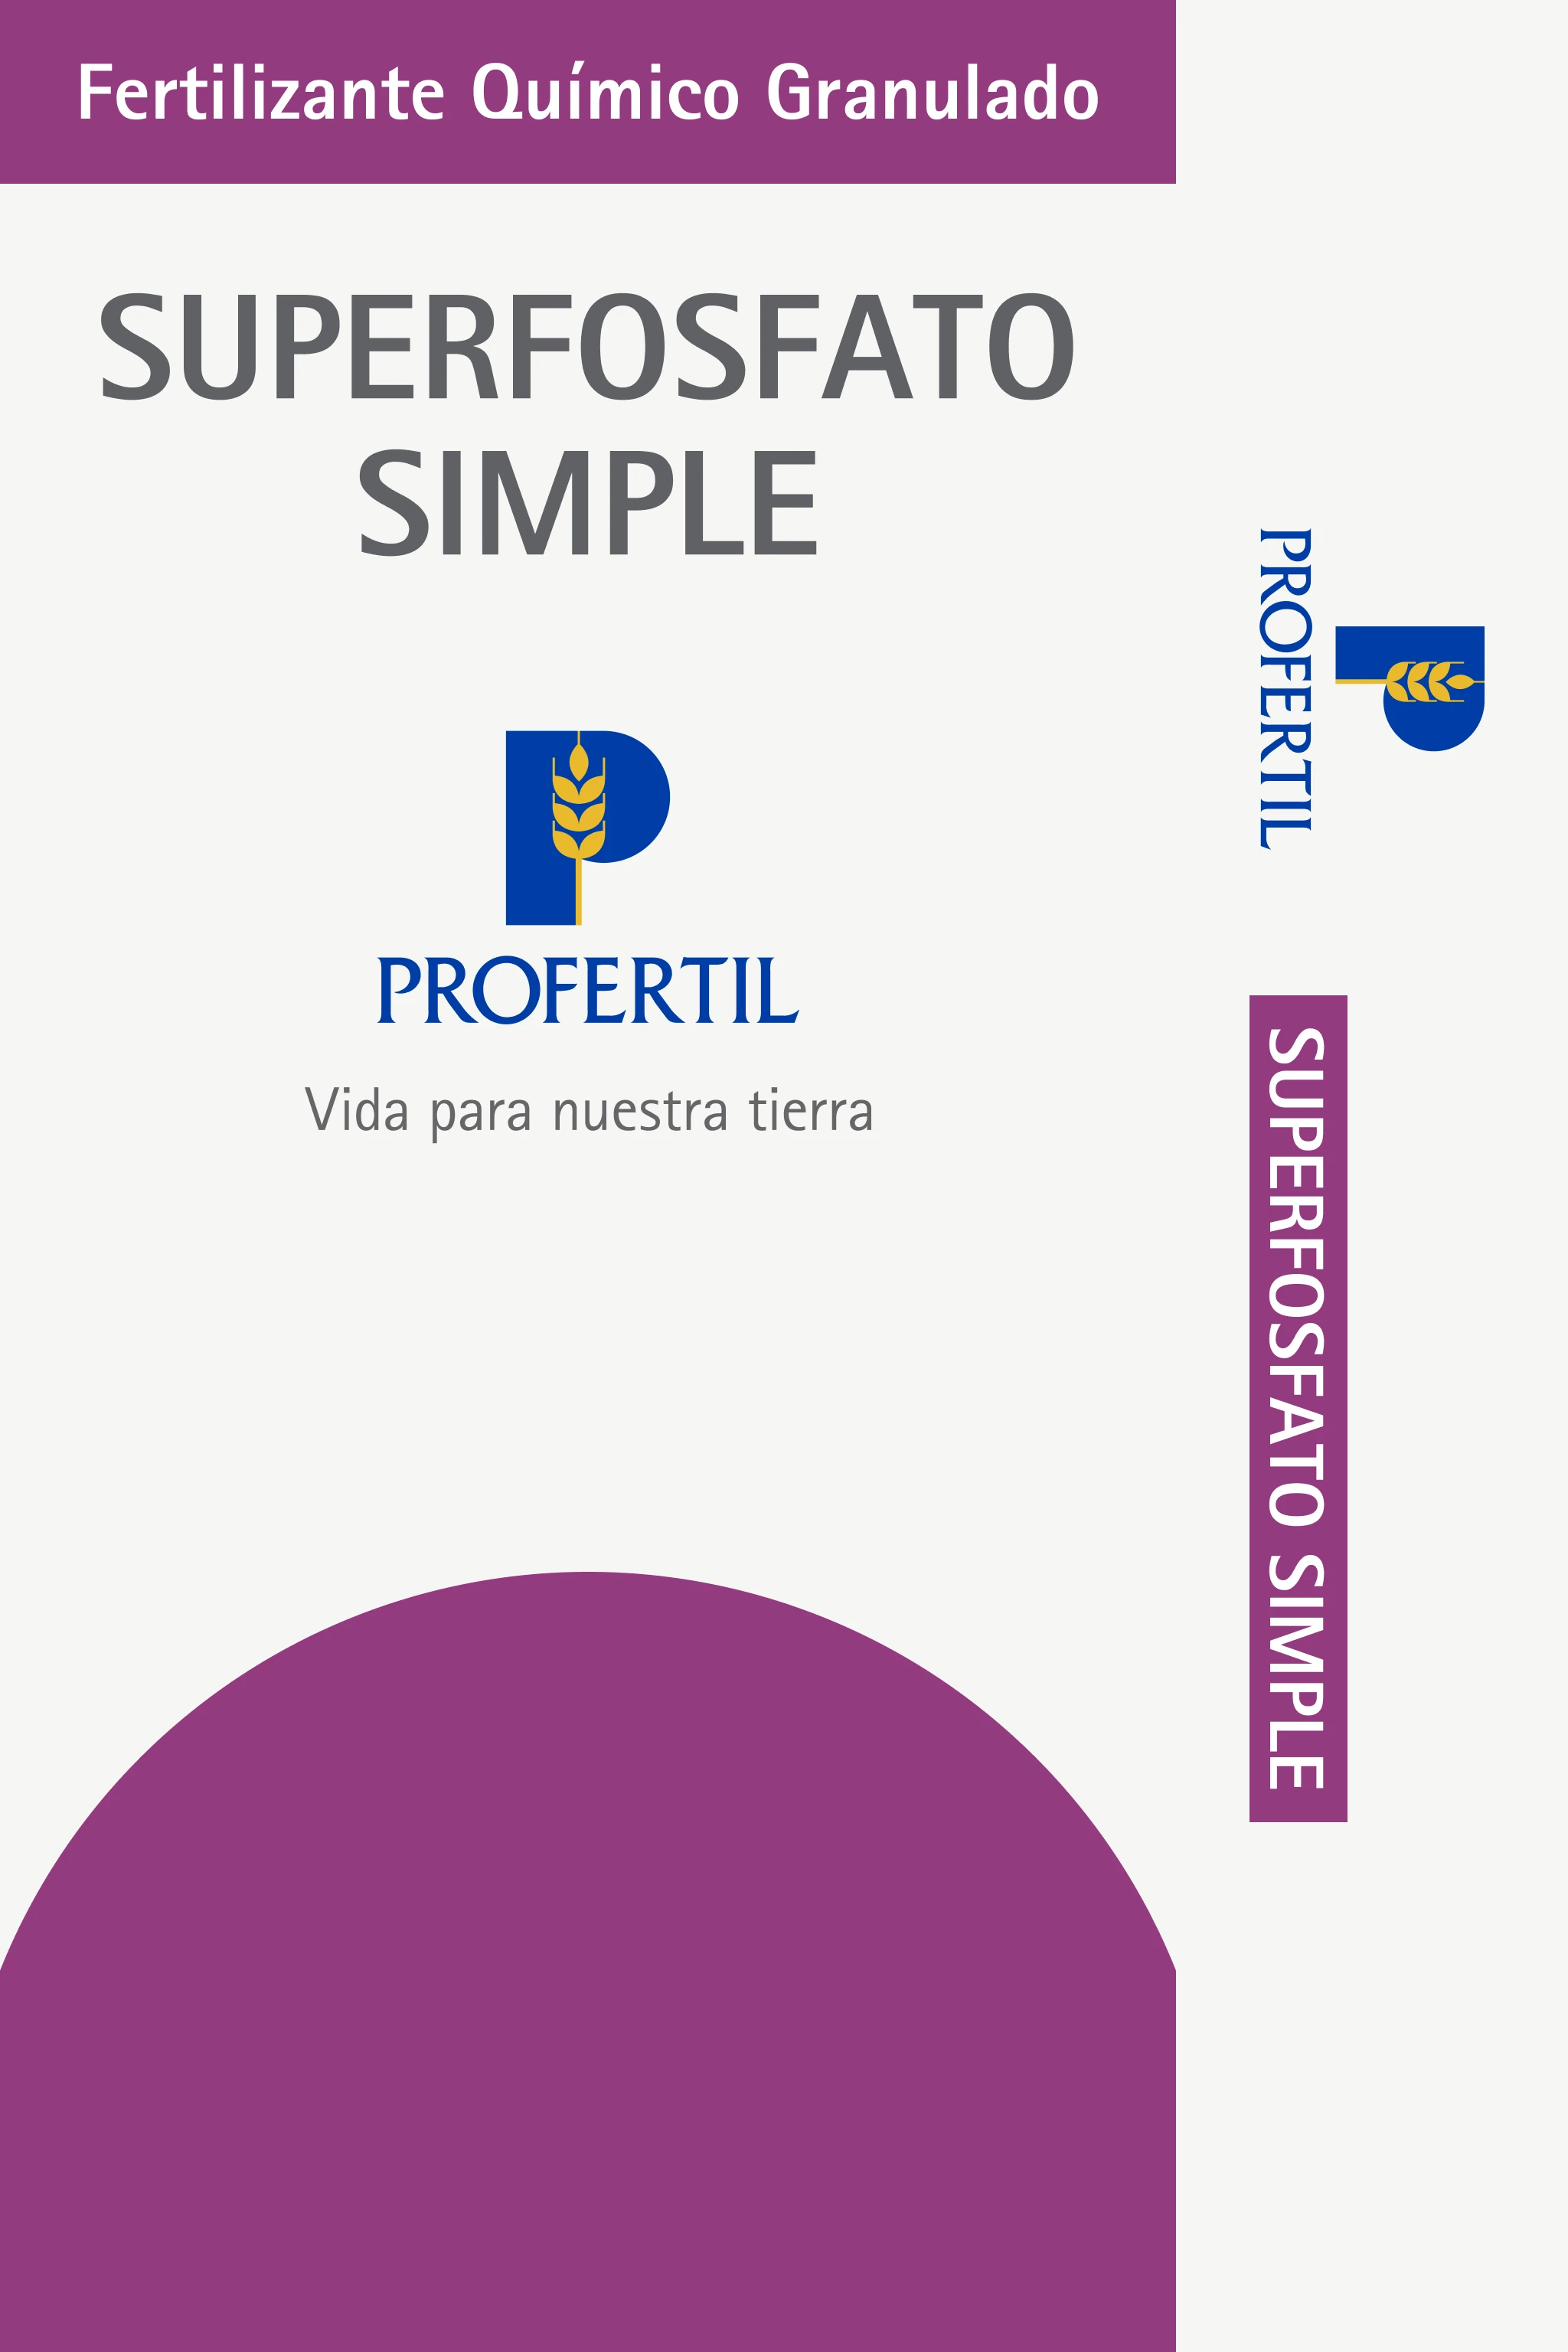 Fertilizante Químico Granulado
SUPERFOSFATO
SIMPLE
PROFERTIL
Vida para nuestra tierra
PROFERTIL
SUPERFOSFATO SIMPLE